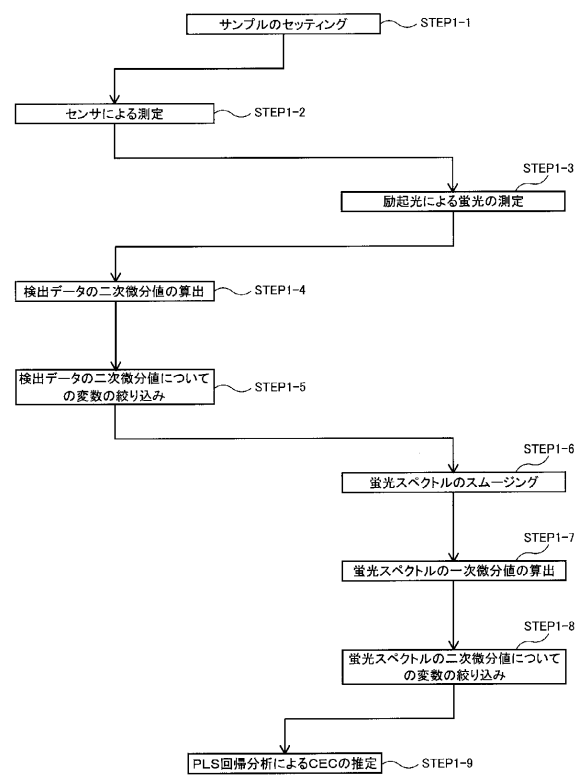 サンプルのセッティング
STEP1-1
センサによる測定
STEP1-2
STEP1-3
励起光による蛍光の測定
検出データの二次微分値の算出
STEP1-4
検出データの二次微分値について
の変数の絞り込み
STEP1-5
STEP1-6
蛍光スペクトルのスムージング
STEP1-7
蛍光スペクトルの一次微分値の算出
STEP1-8
蛍光スペクトルの二次微分値について
の変数の絞り込み
PLS回帰分析によるCECの推定
STEP1-9